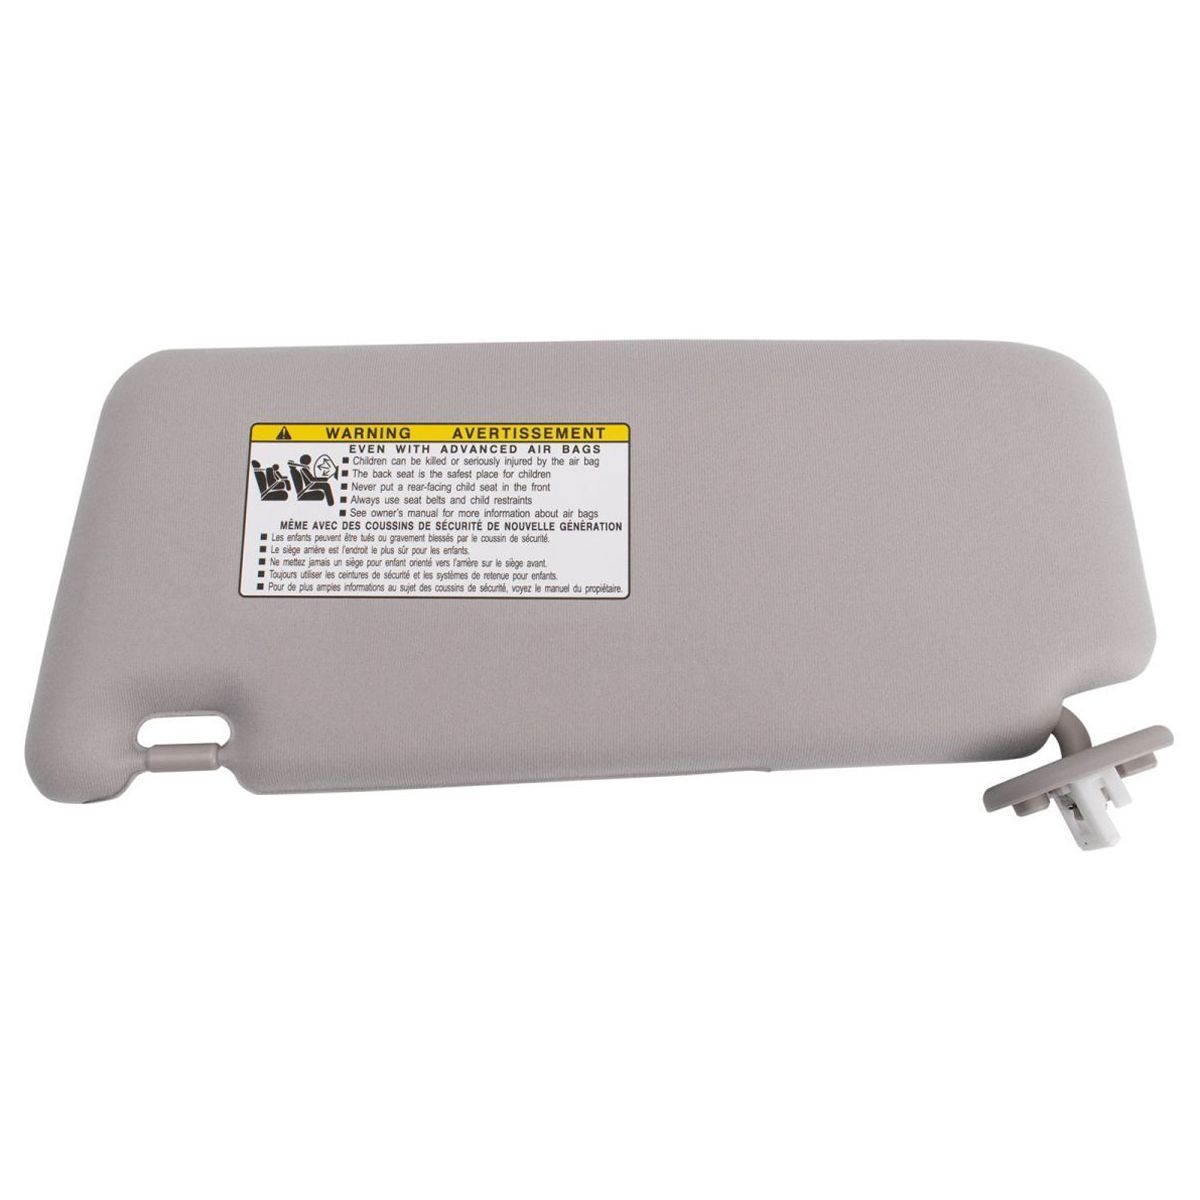 WARNING AVERTISSEMENT
EVEN WITH ADVANCED AIR BAGS
■ Children can be killed or seriously injured by the air bag
■ The back seat is the safest place for children
■ Never put a rear-facing child seat in the front
■ Always use seat belts and child restraints
■ See owner's manual for more information about air bags
MÊME AVEC DES COUSSINS DE SÉCURITÉ DE NOUVELLE GÉNÉRATION
■ Les enfants peuvent être tués ou gravement blessés par le coussin de sécurité.
■ Le siège arrière est l'endroit le plus sûr pour les enfants.
■ Ne mettez jamais un siège pour enfant orienté vers l'arrière sur le siège avant.
■ Toujours utiliser les ceintures de sécurité et les systèmes de retenue pour enfants.
■ Pour de plus amples informations au sujet des coussins de sécurité, voyez le manuel du propiétaire.